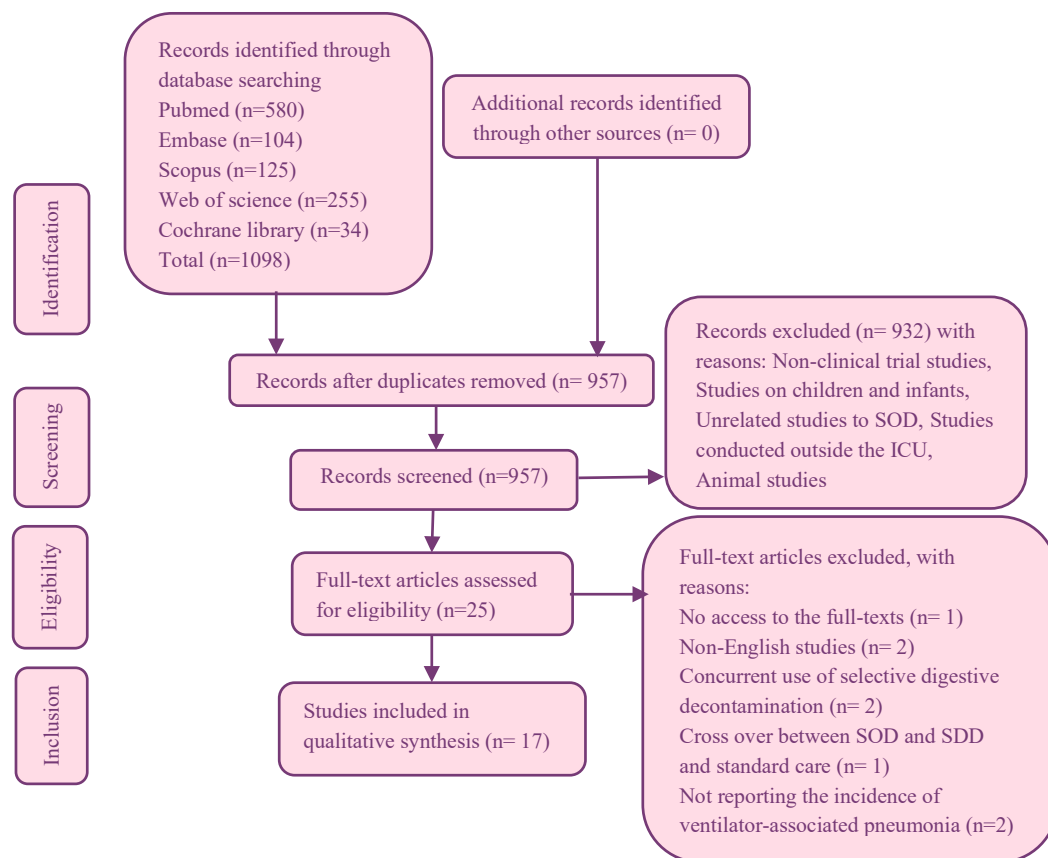 Records identified through
database searching
Pubmed (n=580)
Embase (n=104)
Scopus (n=125)
Web of science (n=255)
Cochrane library (n=34)
Total (n=1098)
Additional records identified
through other sources (n= 0)
Identification
Records after duplicates removed (n= 957)
Records excluded (n= 932) with
reasons: Non-clinical trial studies,
Studies on children and infants,
Unrelated studies to SOD, Studies
conducted outside the ICU,
Animal studies
Screening
Records screened (n=957)
Eligibility
Full-text articles assessed
for eligibility (n=25)
Full-text articles excluded, with
reasons:
No access to the full-texts (n= 1)
Non-English studies (n= 2)
Concurrent use of selective digestive
decontamination (n= 2)
Cross over between SOD and SDD
and standard care (n= 1)
Not reporting the incidence of
ventilator-associated pneumonia (n=2)
Inclusion
Studies included in
qualitative synthesis (n= 17)